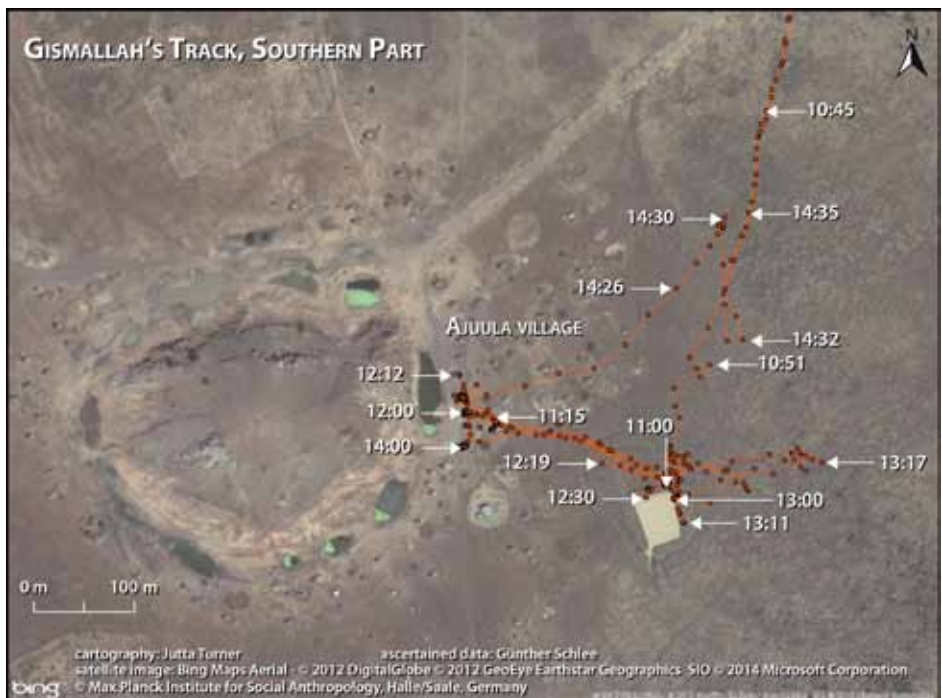 GISMALLAH'S TRACK, SOUTHERN PART
N
10:45
14:30
14:35
14:26
AJUULA VILLAGE
14:32
12:12
10:51
12:00
11:15
11:00
14:00
12:19
13:17
12:30
13:00
13:11
0 m 100 m
cartography: Jutta Turner ascertained data: Günther Schlee
satellite image: Bing Maps Aerial - © 2012 DigitalGlobe © 2012 GeoEye Earthstar Geographics SIO © 2014 Microsoft Corporation
bing © Max Planck Institute for Social Anthropology, Halle/Saale, Germany